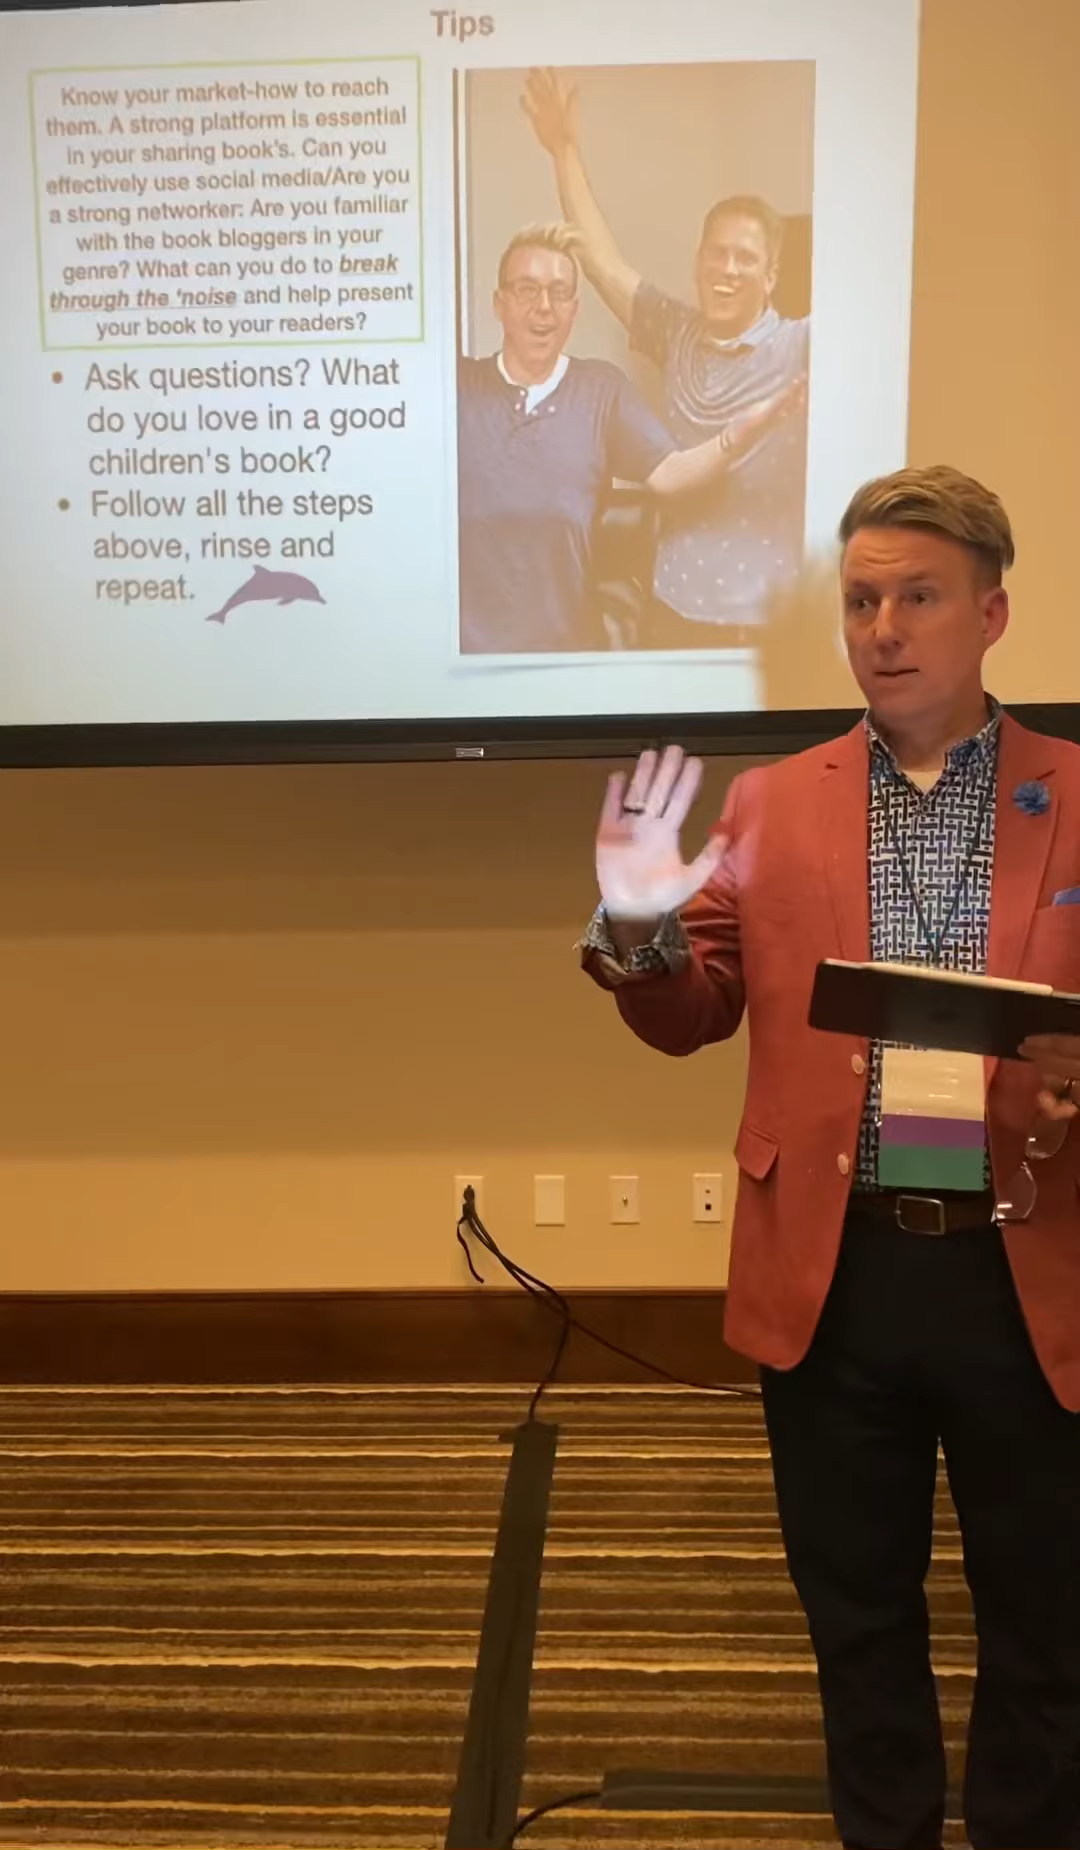 Tips
Know your market-how to reach
them. A strong platform is essential
in your sharing book's. Can you
effectively use social media/Are you
a strong networker: Are you familiar
with the book bloggers in your
genre? What can you do to break
through the 'noise and help present
your book to your readers?
• Ask questions? What
do you love in a good
children's book?
• Follow all the steps
above, rinse and
repeat.